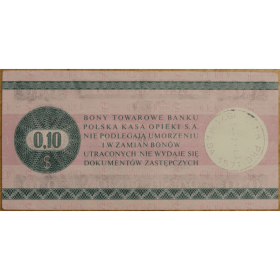 BONY TOWAROWE BANKU
POLSKA KASA OPIEKI S.A.
NIE PODLEGAJĄ UMORZENIU
I W ZAMIAN BONÓW
UTRACONYCH NIE WYDAJE SIĘ
DOKUMENTÓW ZASTĘPCZYCH
0,10
$